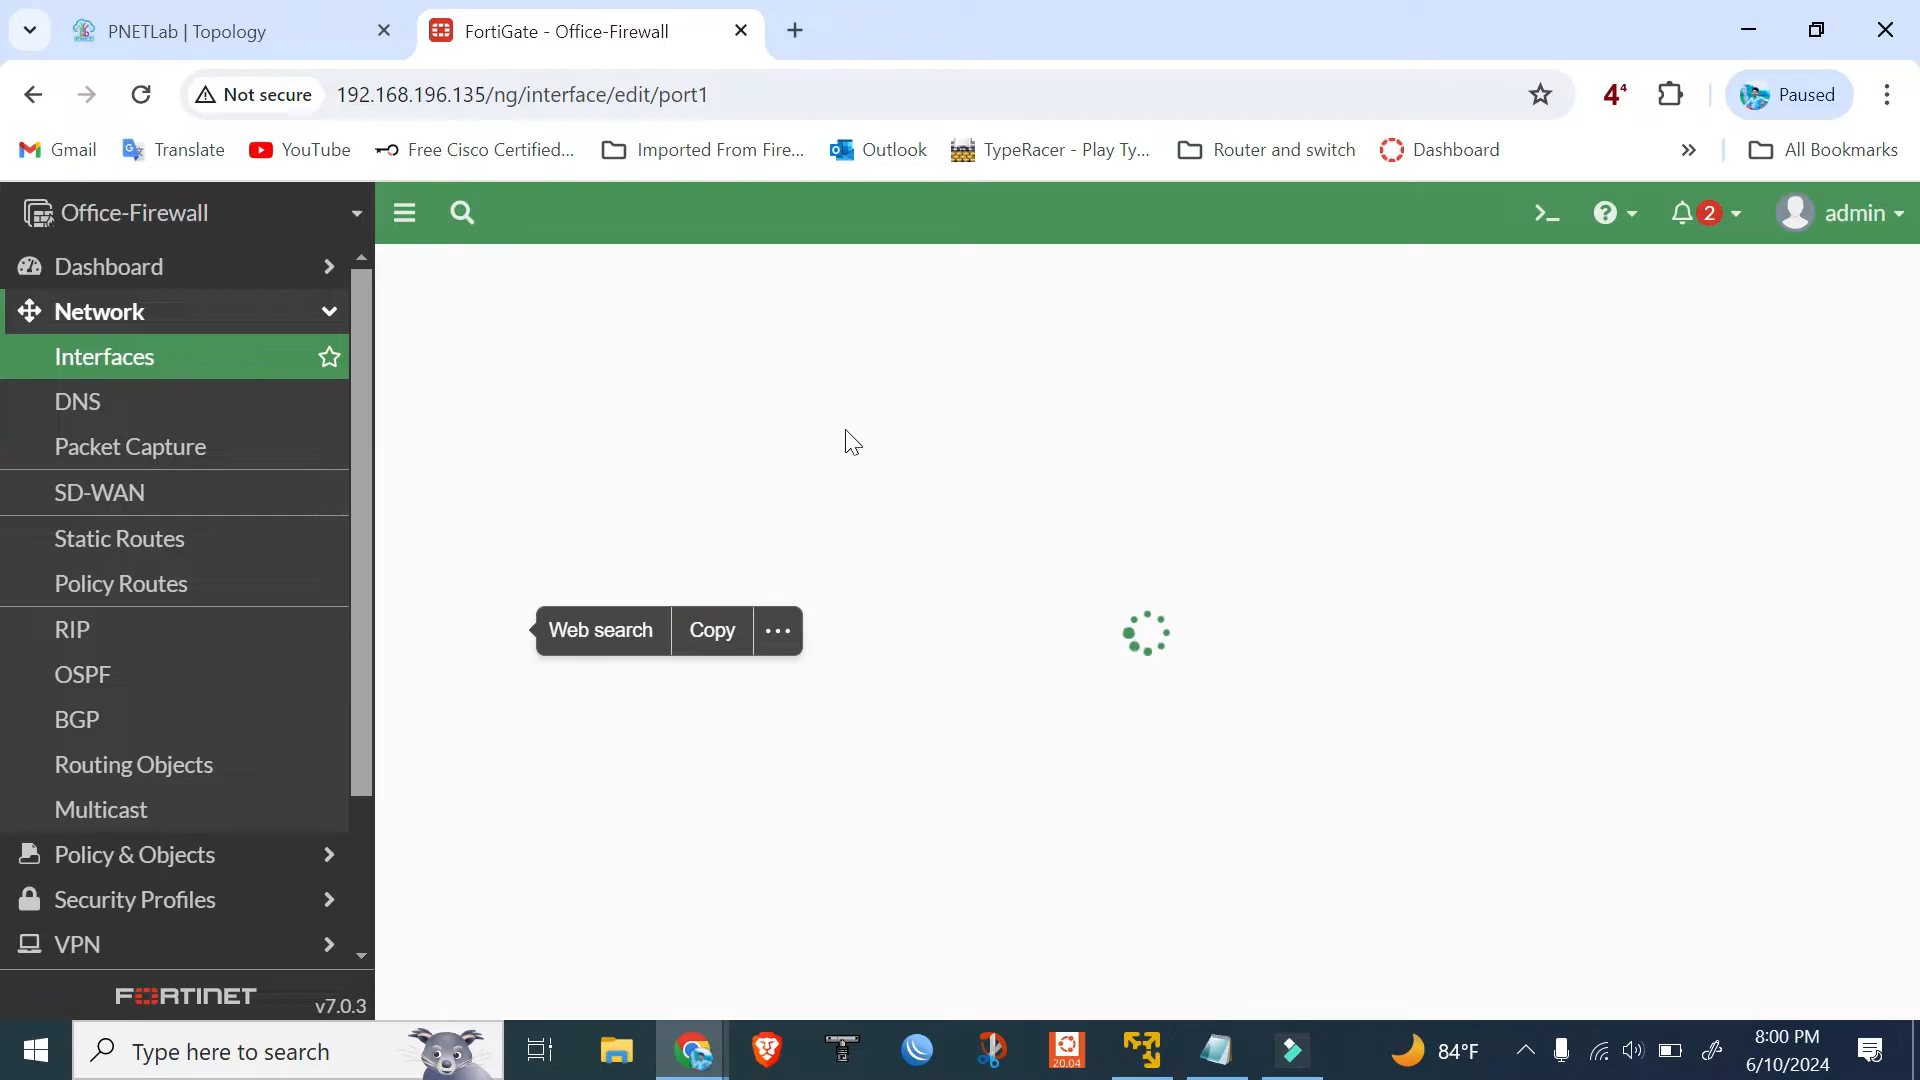 PNETLab | Topology
FortiGate - Office-Firewall
Not secure
192.168.196.135/ng/interface/edit/port1
4⁴
Paused
Gmail
Translate
YouTube
Free Cisco Certified...
Imported From Fire...
Outlook
TypeRacer - Play Ty...
Router and switch
Dashboard
All Bookmarks
Office-Firewall
2
admin
Dashboard
Network
Interfaces
DNS
Packet Capture
SD-WAN
Static Routes
Policy Routes
RIP
OSPF
BGP
Routing Objects
Multicast
Policy & Objects
Security Profiles
VPN
Web search
Copy
FORTINET
v7.0.3
Type here to search
20.04
84°F
8:00 PM
6/10/2024